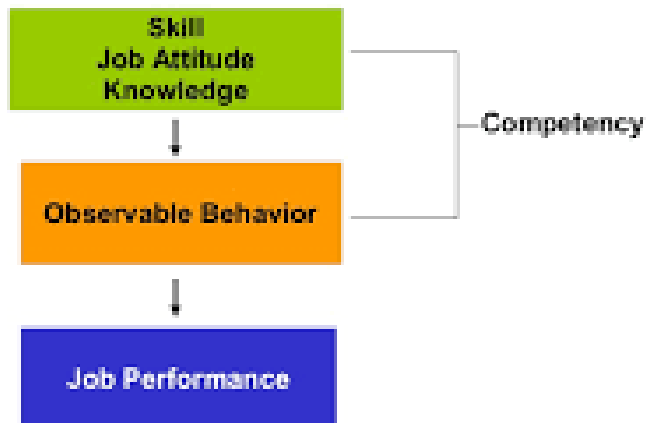 Skill
Job Attitude
Knowledge
Competency
Observable Behavior
Job Performance